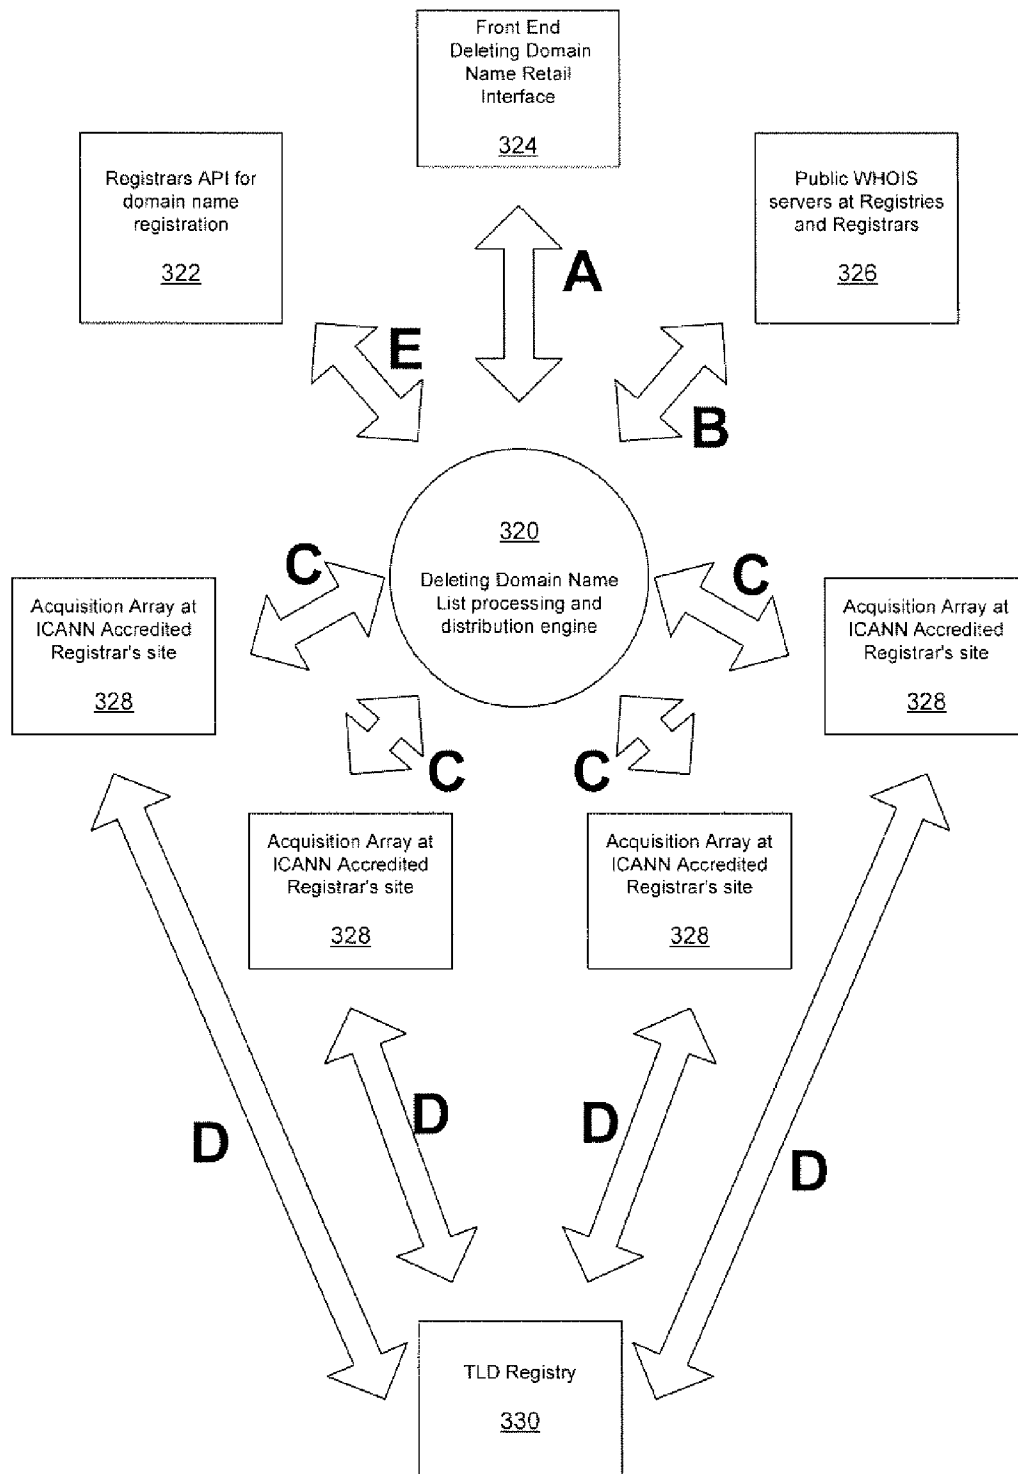 Front End
Deleting Domain
Name Retail
Interface
324
Registrars API for
domain name
registration
322
Public WHOIS
servers at Registries
and Registrars
326
A
E
B
320
Deleting Domain Name
List processing and
distribution engine
C
C
Acquisition Array at
ICANN Accredited
Registrar's site
328
Acquisition Array at
ICANN Accredited
Registrar's site
328
C
C
Acquisition Array at
ICANN Accredited
Registrar's site
328
Acquisition Array at
ICANN Accredited
Registrar's site
328
D
D
D
D
TLD Registry
330